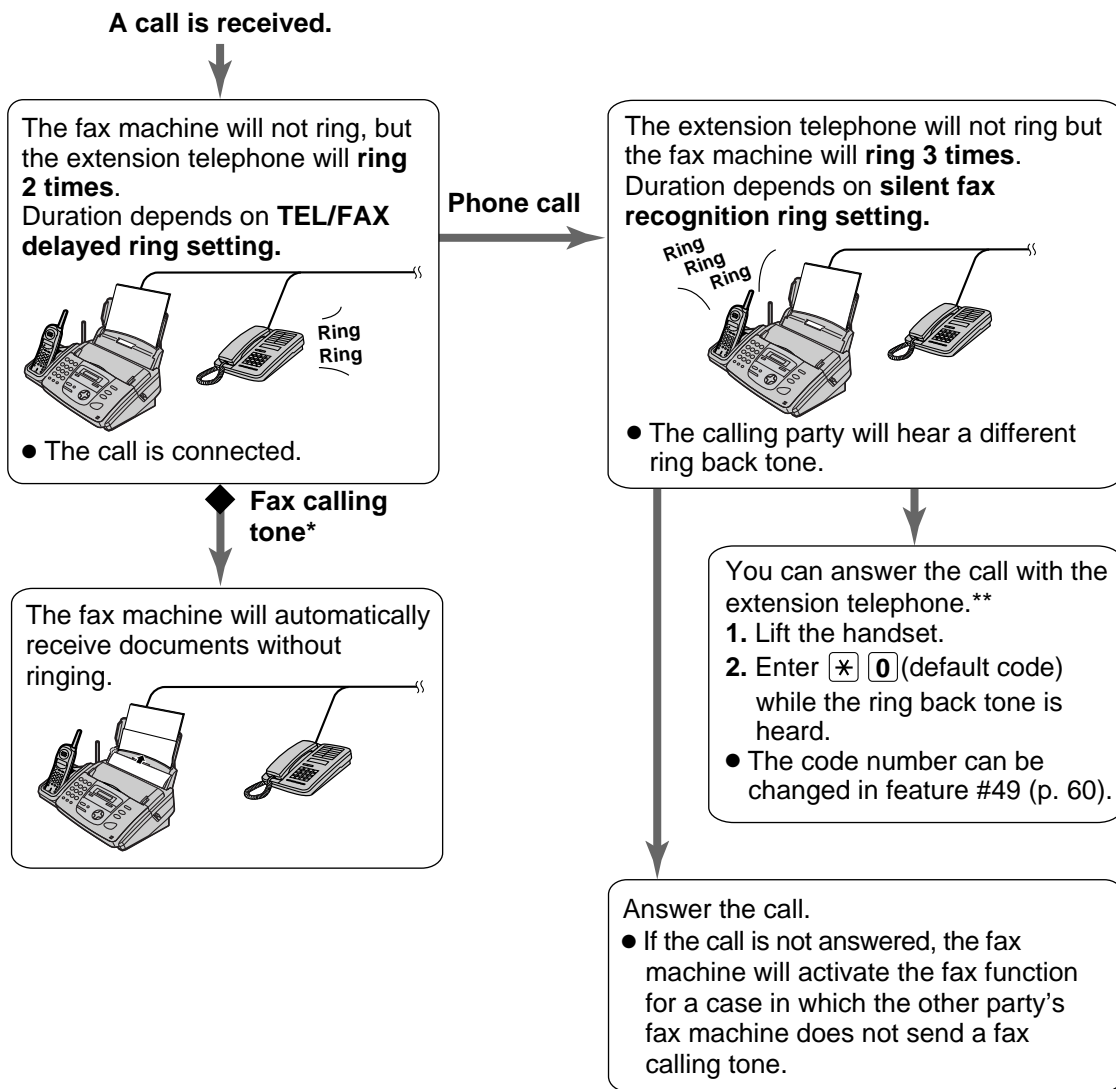 A call is received.
The fax machine will not ring, but
the extension telephone will ring
2 times.
Duration depends on TEL/FAX
delayed ring setting.
Ring
Ring
● The call is connected.
Phone call
The extension telephone will not ring but
the fax machine will ring 3 times.
Duration depends on silent fax
recognition ring setting.
Ring
Ring
Ring
● The calling party will hear a different
ring back tone.
Fax calling
tone*
The fax machine will automatically
receive documents without
ringing.
You can answer the call with the
extension telephone.**
1. Lift the handset.
2. Enter * 0 (default code)
while the ring back tone is
heard.
● The code number can be
changed in feature #49 (p. 60).
Answer the call.
● If the call is not answered, the fax
machine will activate the fax function
for a case in which the other party's
fax machine does not send a fax
calling tone.